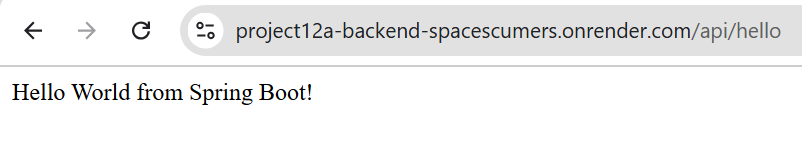 project12a-backend-spacescumers.onrender.com/api/hello
Hello World from Spring Boot!